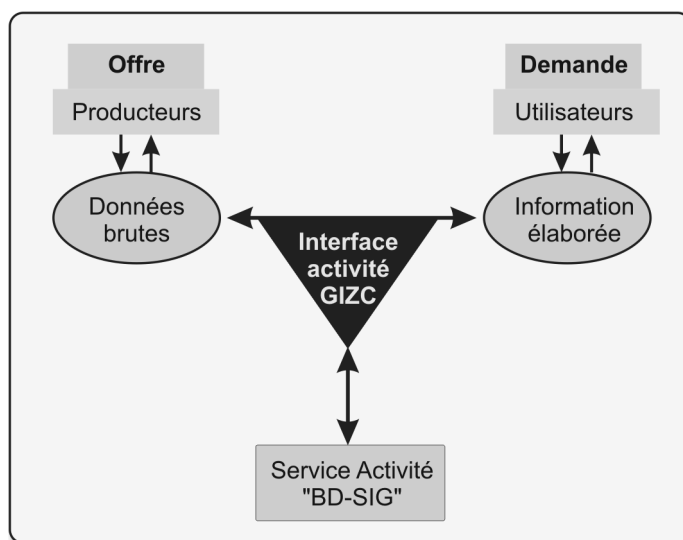 Offre
Producteurs
Données
brutes
Demande
Utilisateurs
Information
élaborée
Interface
activité
GIZC
Service Activité
"BD-SIG"